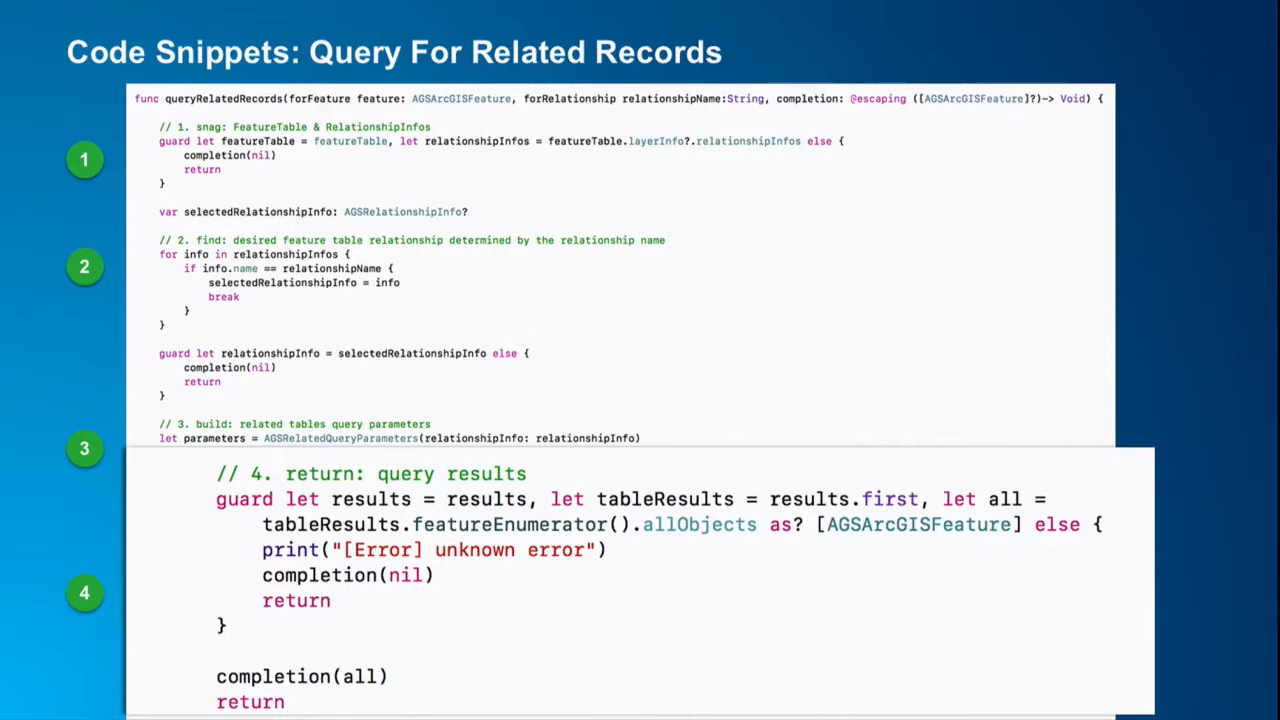 Code Snippets: Query For Related Records
func queryRelatedRecords(forFeature feature: AGSArcGISFeature, forRelationship relationshipName:String, completion: @escaping ([AGSArcGISFeature]?)-> Void) {
// 1. snag: FeatureTable & RelationshipInfos
guard let featureTable = featureTable, let relationshipInfos = featureTable.layerInfo?.relationshipInfos else {
completion(nil)
return
}
var selectedRelationshipInfo: AGSRelationshipInfo?
// 2. find: desired feature table relationship determined by the relationship name
for info in relationshipInfos {
if info.name == relationshipName {
selectedRelationshipInfo = info
break
}
}
guard let relationshipInfo = selectedRelationshipInfo else {
completion(nil)
return
}
// 3. build: related tables query parameters
let parameters = AGSRelatedQueryParameters(relationshipInfo: relationshipInfo)
// 4. return: query results
guard let results = results, let tableResults = results.first, let all =
tableResults.featureEnumerator().allObjects as? [AGSArcGISFeature] else {
print("[Error] unknown error")
completion(nil)
return
}
completion(all)
return
1
2
3
4